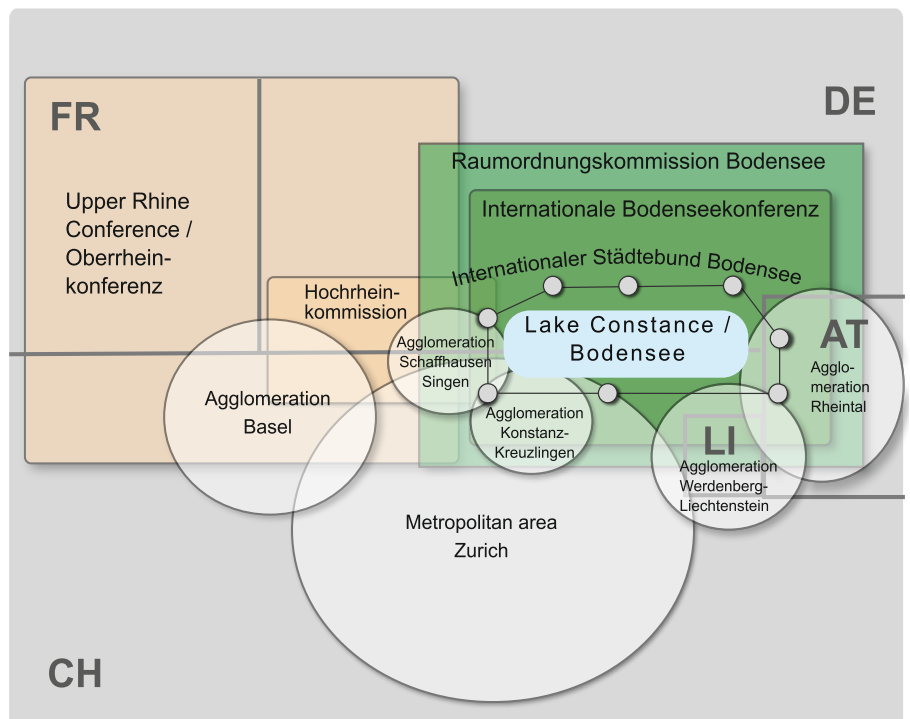 FR
DE
Raumordnungskommission Bodensee
Upper Rhine
Conference /
Oberrhein-
konferenz
Internationale Bodenseekonferenz
Internationaler Städtebund Bodensee
Hochrhein-
kommission
Lake Constance /
Bodensee
AT
Agglomeration
Schaffhausen
Singen
Agglo-
meration
Rheintal
Agglomeration
Basel
Agglomeration
Konstanz-
Kreuzlingen
LI
Agglomeration
Werdenberg-
Liechtenstein
Metropolitan area
Zurich
CH